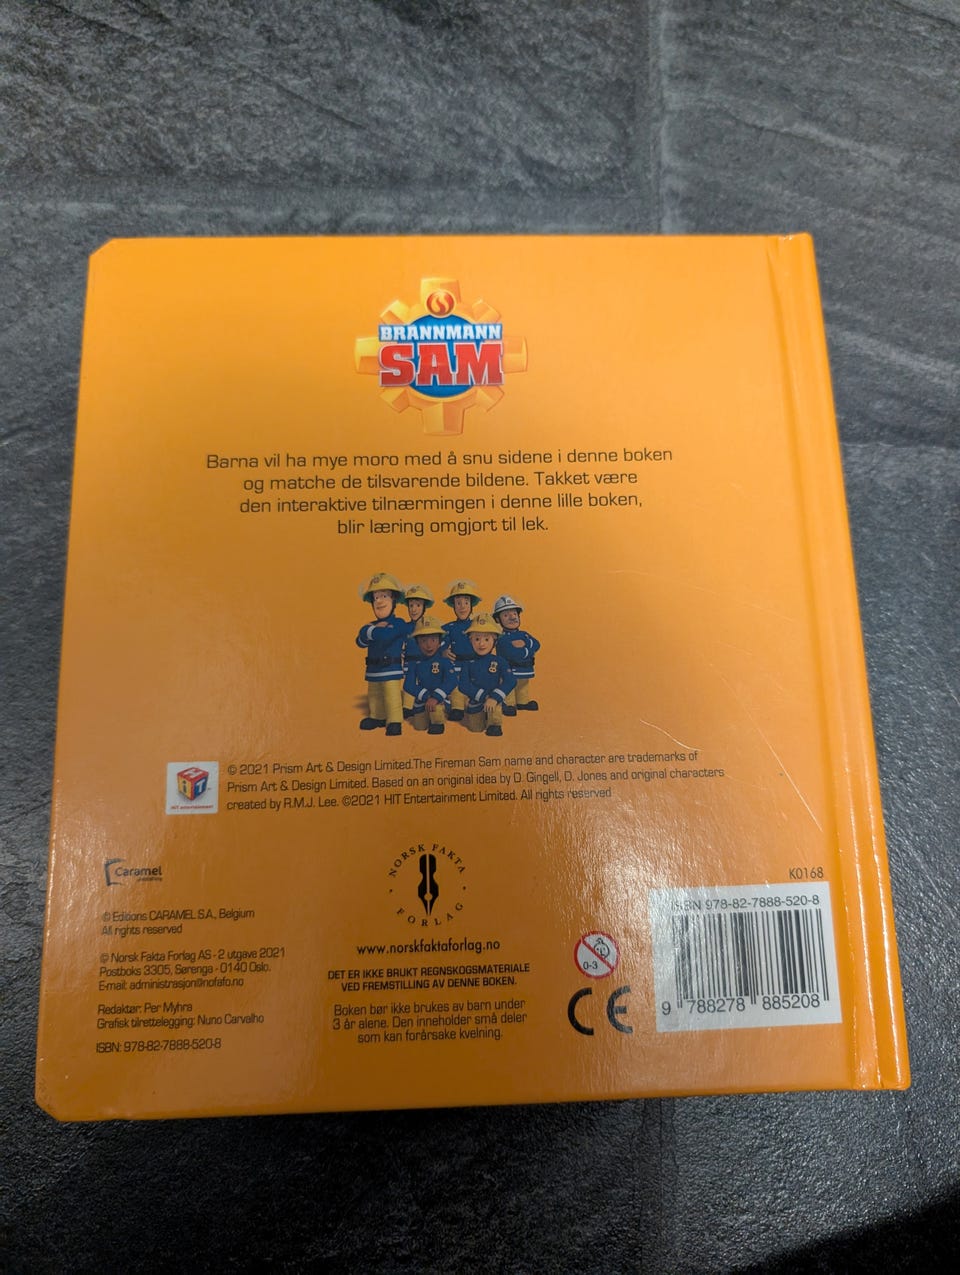 BRANNMANN
SAM
Barna vil ha mye moro med å snu sidene i denne boken
og matche de tilsvarende bildene. Takket være
den interaktive tilnærmingen i denne lille boken,
blir læring omgjort til lek.
HIT
HIT entertainment
© 2021 Prism Art & Design Limited.The Fireman Sam name and character are trademarks of
Prism Art & Design Limited. Based on an original idea by D. Gingell, D. Jones and original characters
created by R.M.J. Lee. ©2021 HIT Entertainment Limited. All rights reserved
Caramel
© Editions CARAMEL S.A., Belgium
All rights reserved
© Norsk Fakta Forlag AS - 2 utgave 2021
Postboks 3305, Sørenga - 0140 Oslo.
E-mail: administrasjon@nofafo.no
Redaktør: Per Myhra
Grafisk tilrettelegging: Nuno Carvalho
ISBN: 978-82-7888-520-8
NORSK FAKTA
FORLAG
www.norskfaktaforlag.no
DET ER IKKE BRUKT REGNSKOGSMATERIALE
VED FREMSTILLING AV DENNE BOKEN.
Boken bør ikke brukes av barn under
3 år alene. Den inneholder små deler
som kan forårsake kvelning.
0-3
CE
K0168
ISBN 978-82-7888-520-8
9 788278 885208